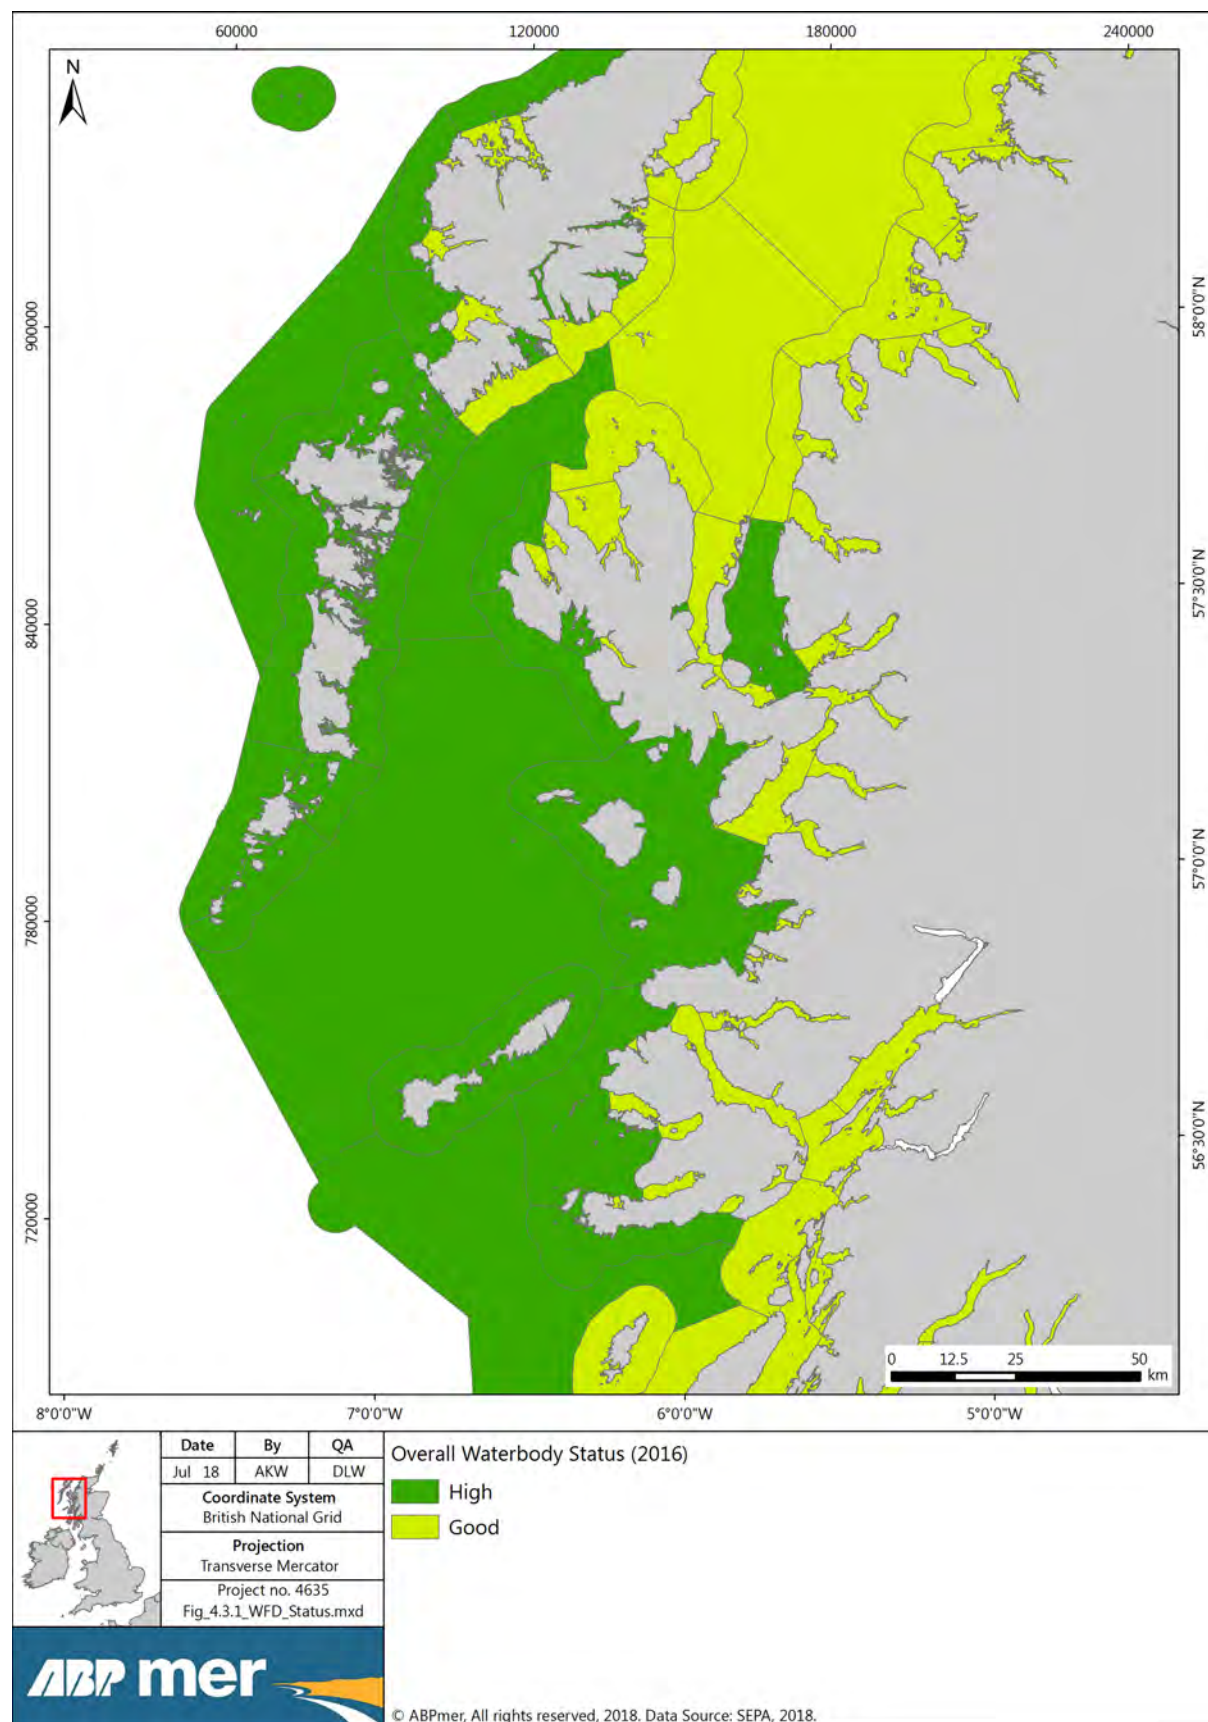 60000 120000 180000 240000
N
900000
840000
780000
720000
58°0'0"N
57°30'0"N
57°0'0"N
56°30'0"N
0 12.5 25 50
km
8°0'0"W 7°0'0"W 6°0'0"W 5°0'0"W
Date By QA
Jul 18 AKW DLW
Coordinate System
British National Grid
Projection
Transverse Mercator
Project no. 4635
Fig_4.3.1_WFD_Status.mxd
ABPmer
Overall Waterbody Status (2016)
High
Good
© ABPmer, All rights reserved, 2018. Data Source: SEPA, 2018.